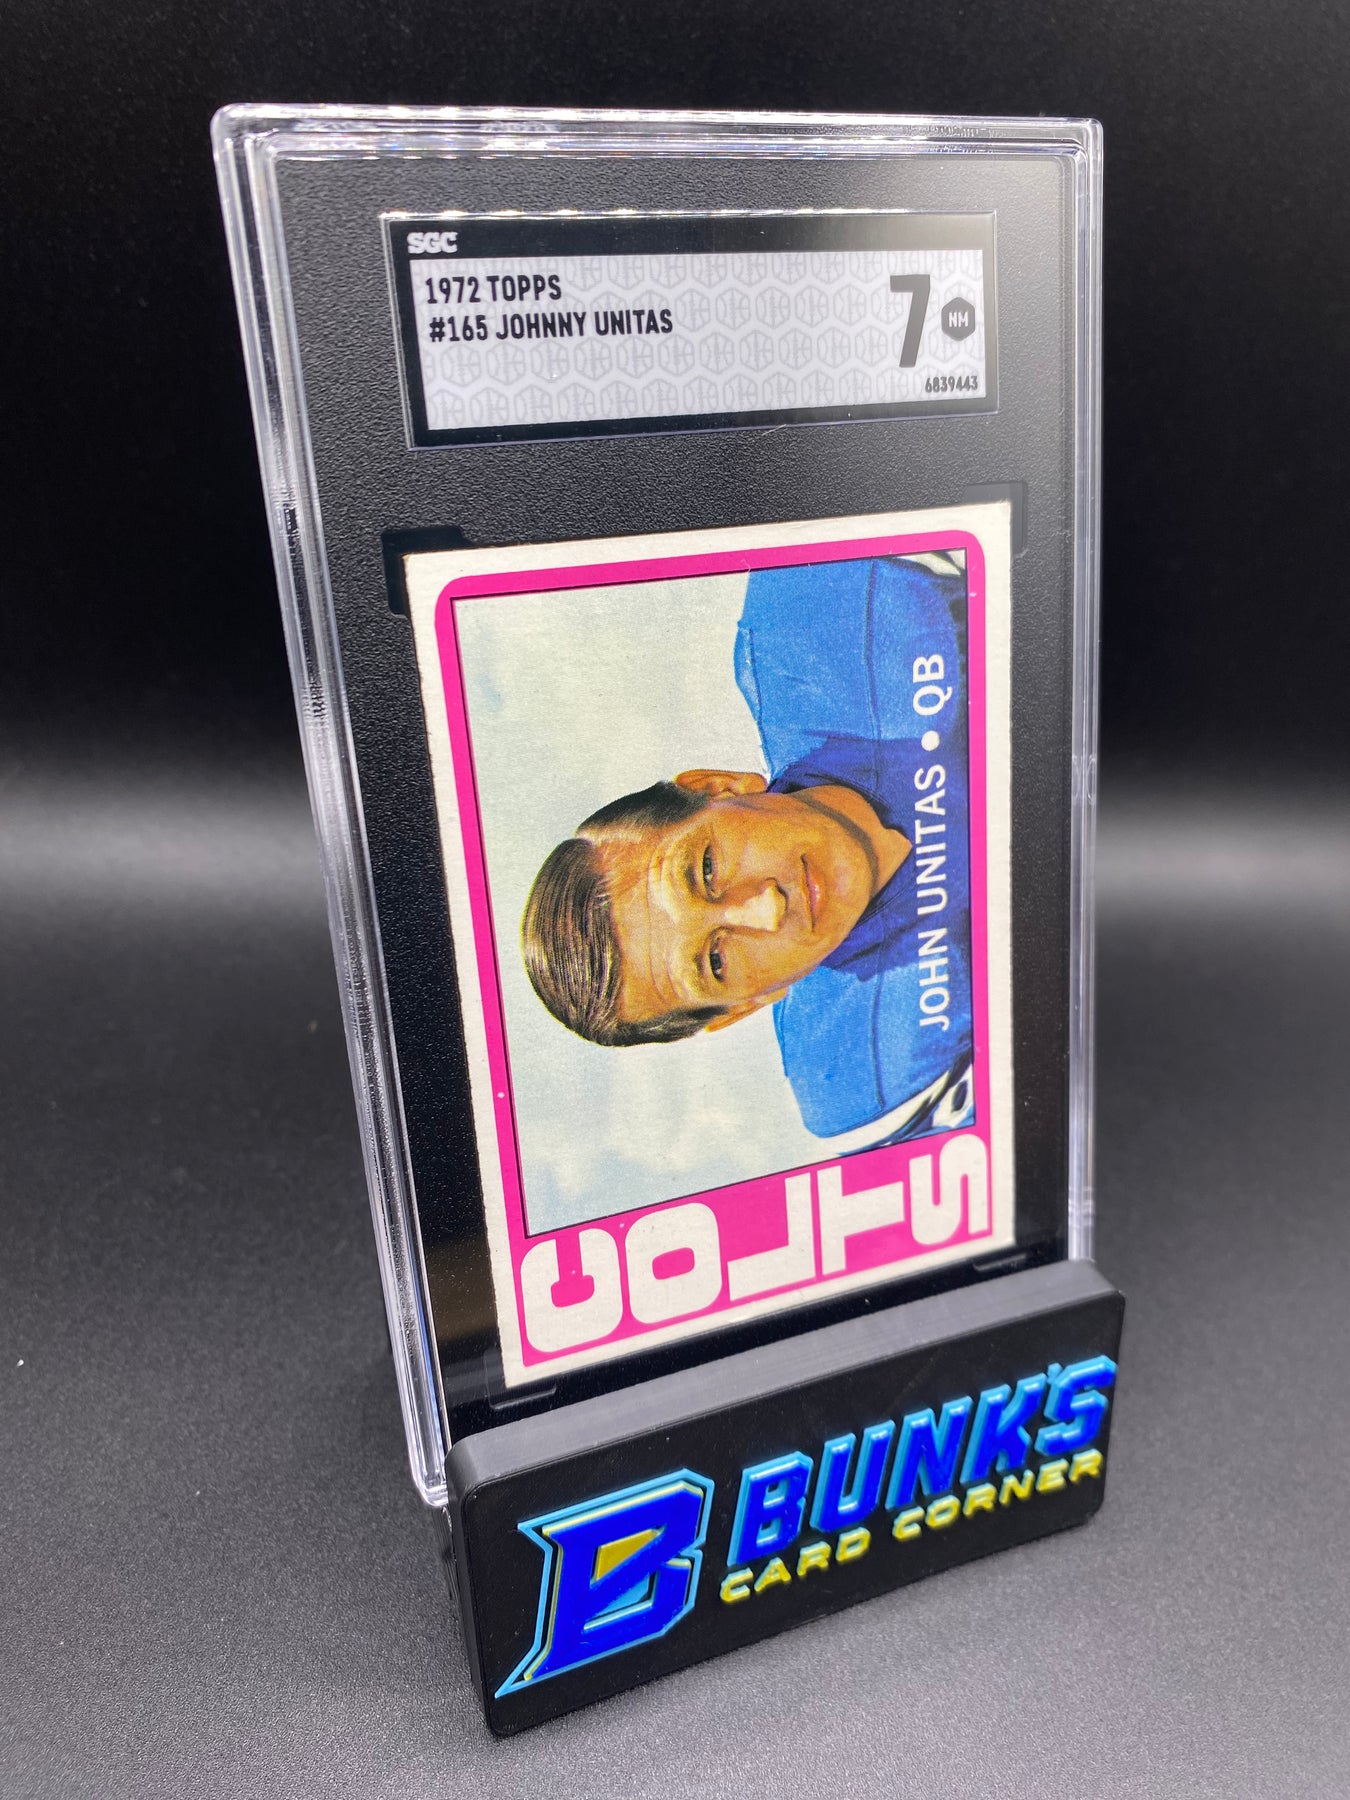 SGC
1972 TOPPS
#165 JOHNNY UNITAS
7 NM
6839443
COLTS
JOHN UNITAS • QB
B BUNK'S
CARD CORNER